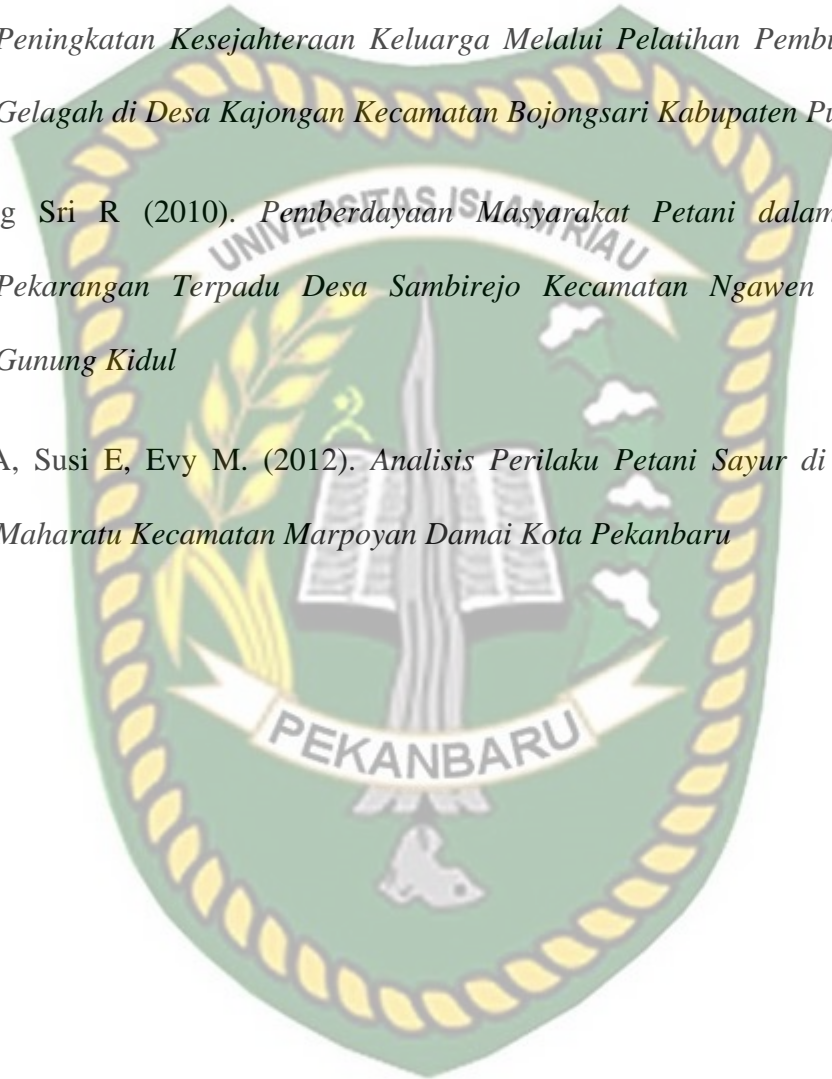 Peningkatan Kesejahteraan Keluarga Melalui Pelatihan
Gelagah di Desa Kajongan Kecamatan Bojongsari Kabupaten
Sri R (2010). Pemberdayaan Masyarakat Petani dalam
Pekarangan Terpadu Desa Sambirejo Kecamatan Ngawen
Gunung Kidul
A, Susi E, Evy M. (2012). Analisis Perilaku Petani Sayur di
Maharatu Kecamatan Marpoyan Damai Kota Pekanbaru
UNIVERSITAS ISLAM RIAU
PEKANBARU